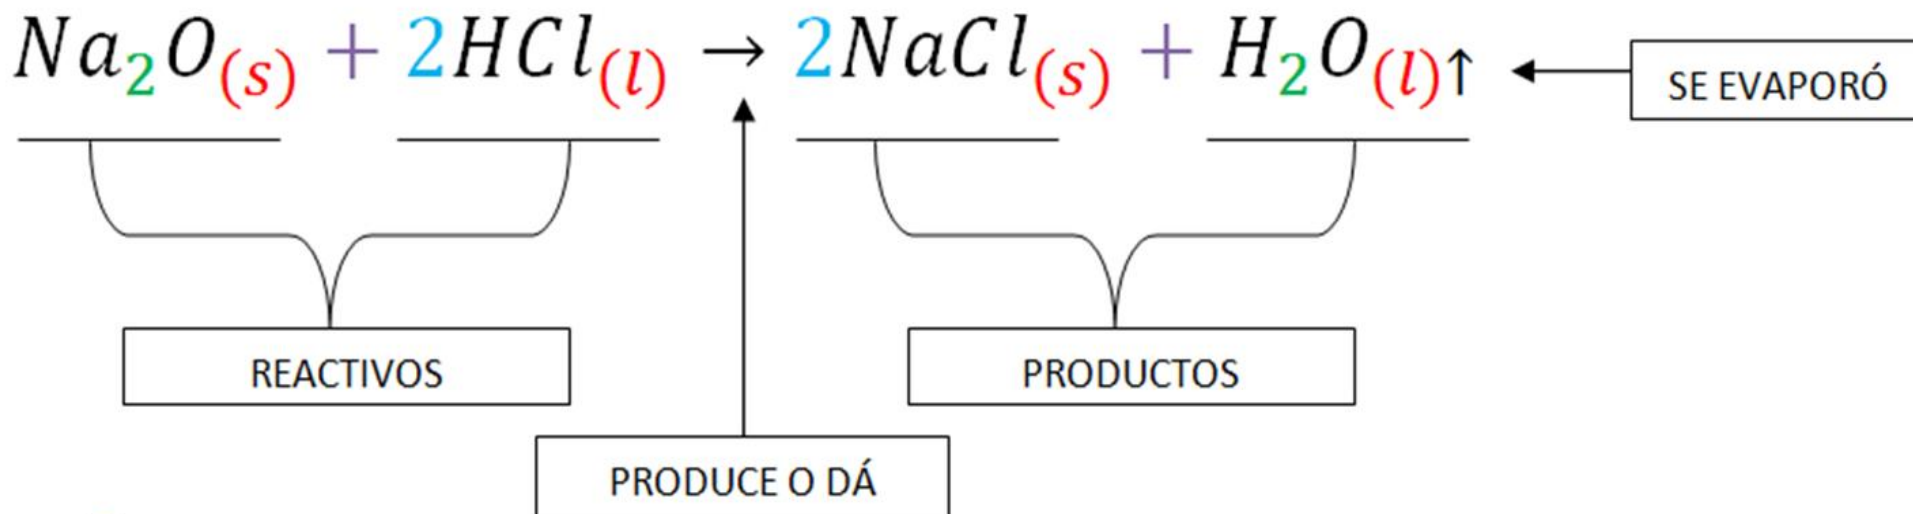 Na₂O₍s₎ + 2HCl₍l₎ → 2NaCl₍s₎ + H₂O₍l₎↑
SE EVAPORÓ
REACTIVOS
PRODUCTOS
PRODUCE O DÁ